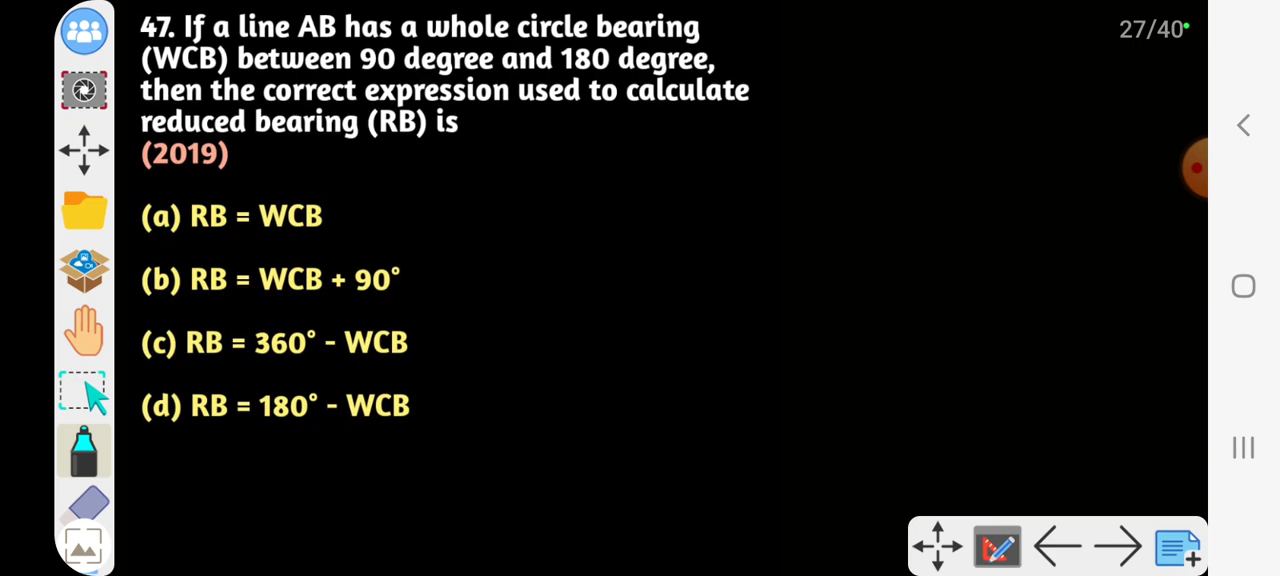 47. If a line AB has a whole circle bearing
(WCB) between 90 degree and 180 degree,
then the correct expression used to calculate
reduced bearing (RB) is
(2019)
(a) RB = WCB
(b) RB = WCB + 90°
(c) RB = 360° - WCB
(d) RB = 180° - WCB
27/40